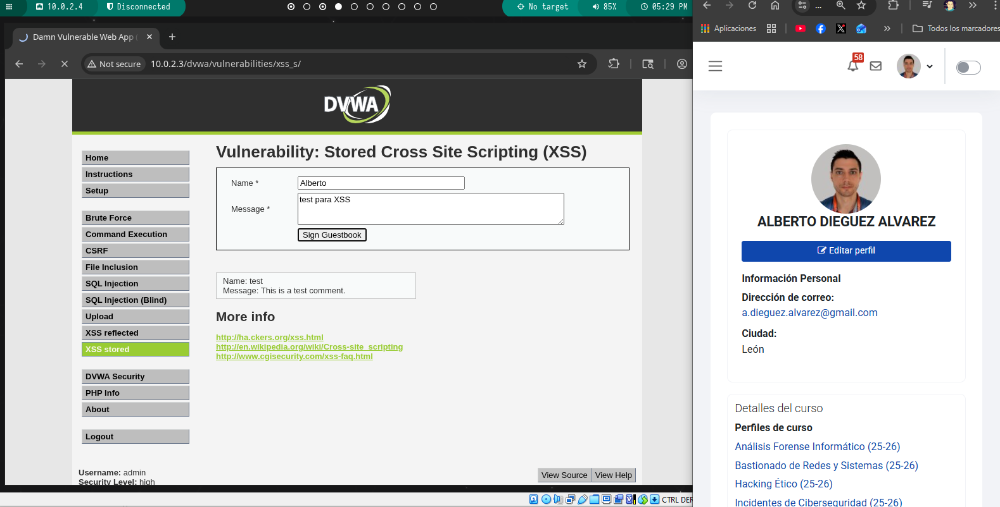 10.0.2.4
Disconnected
No target
85%
05:29 PM
Damn Vulnerable Web App (
Not secure
10.0.2.3/dvwa/vulnerabilities/xss_s/
DVWA
Home
Instructions
Setup
Brute Force
Command Execution
CSRF
File Inclusion
SQL Injection
SQL Injection (Blind)
Upload
XSS reflected
XSS stored
DVWA Security
PHP Info
About
Logout
Vulnerability: Stored Cross Site Scripting (XSS)
Name * Alberto
Message * test para XSS
Sign Guestbook
Name: test
Message: This is a test comment.
More info
http://ha.ckers.org/xss.html
http://en.wikipedia.org/wiki/Cross-site_scripting
http://www.cgisecurity.com/xss-faq.html
Username: admin
Security Level: high
View Source View Help
CTRL DER
...
Aplicaciones
Todos los marcadores
58
ALBERTO DIEGUEZ ALVAREZ
Editar perfil
Información Personal
Dirección de correo:
a.dieguez.alvarez@gmail.com
Ciudad:
León
Detalles del curso
Perfiles de curso
Análisis Forense Informático (25-26)
Bastionado de Redes y Sistemas (25-26)
Hacking Ético (25-26)
Incidentes de Ciberseguridad (25-26)